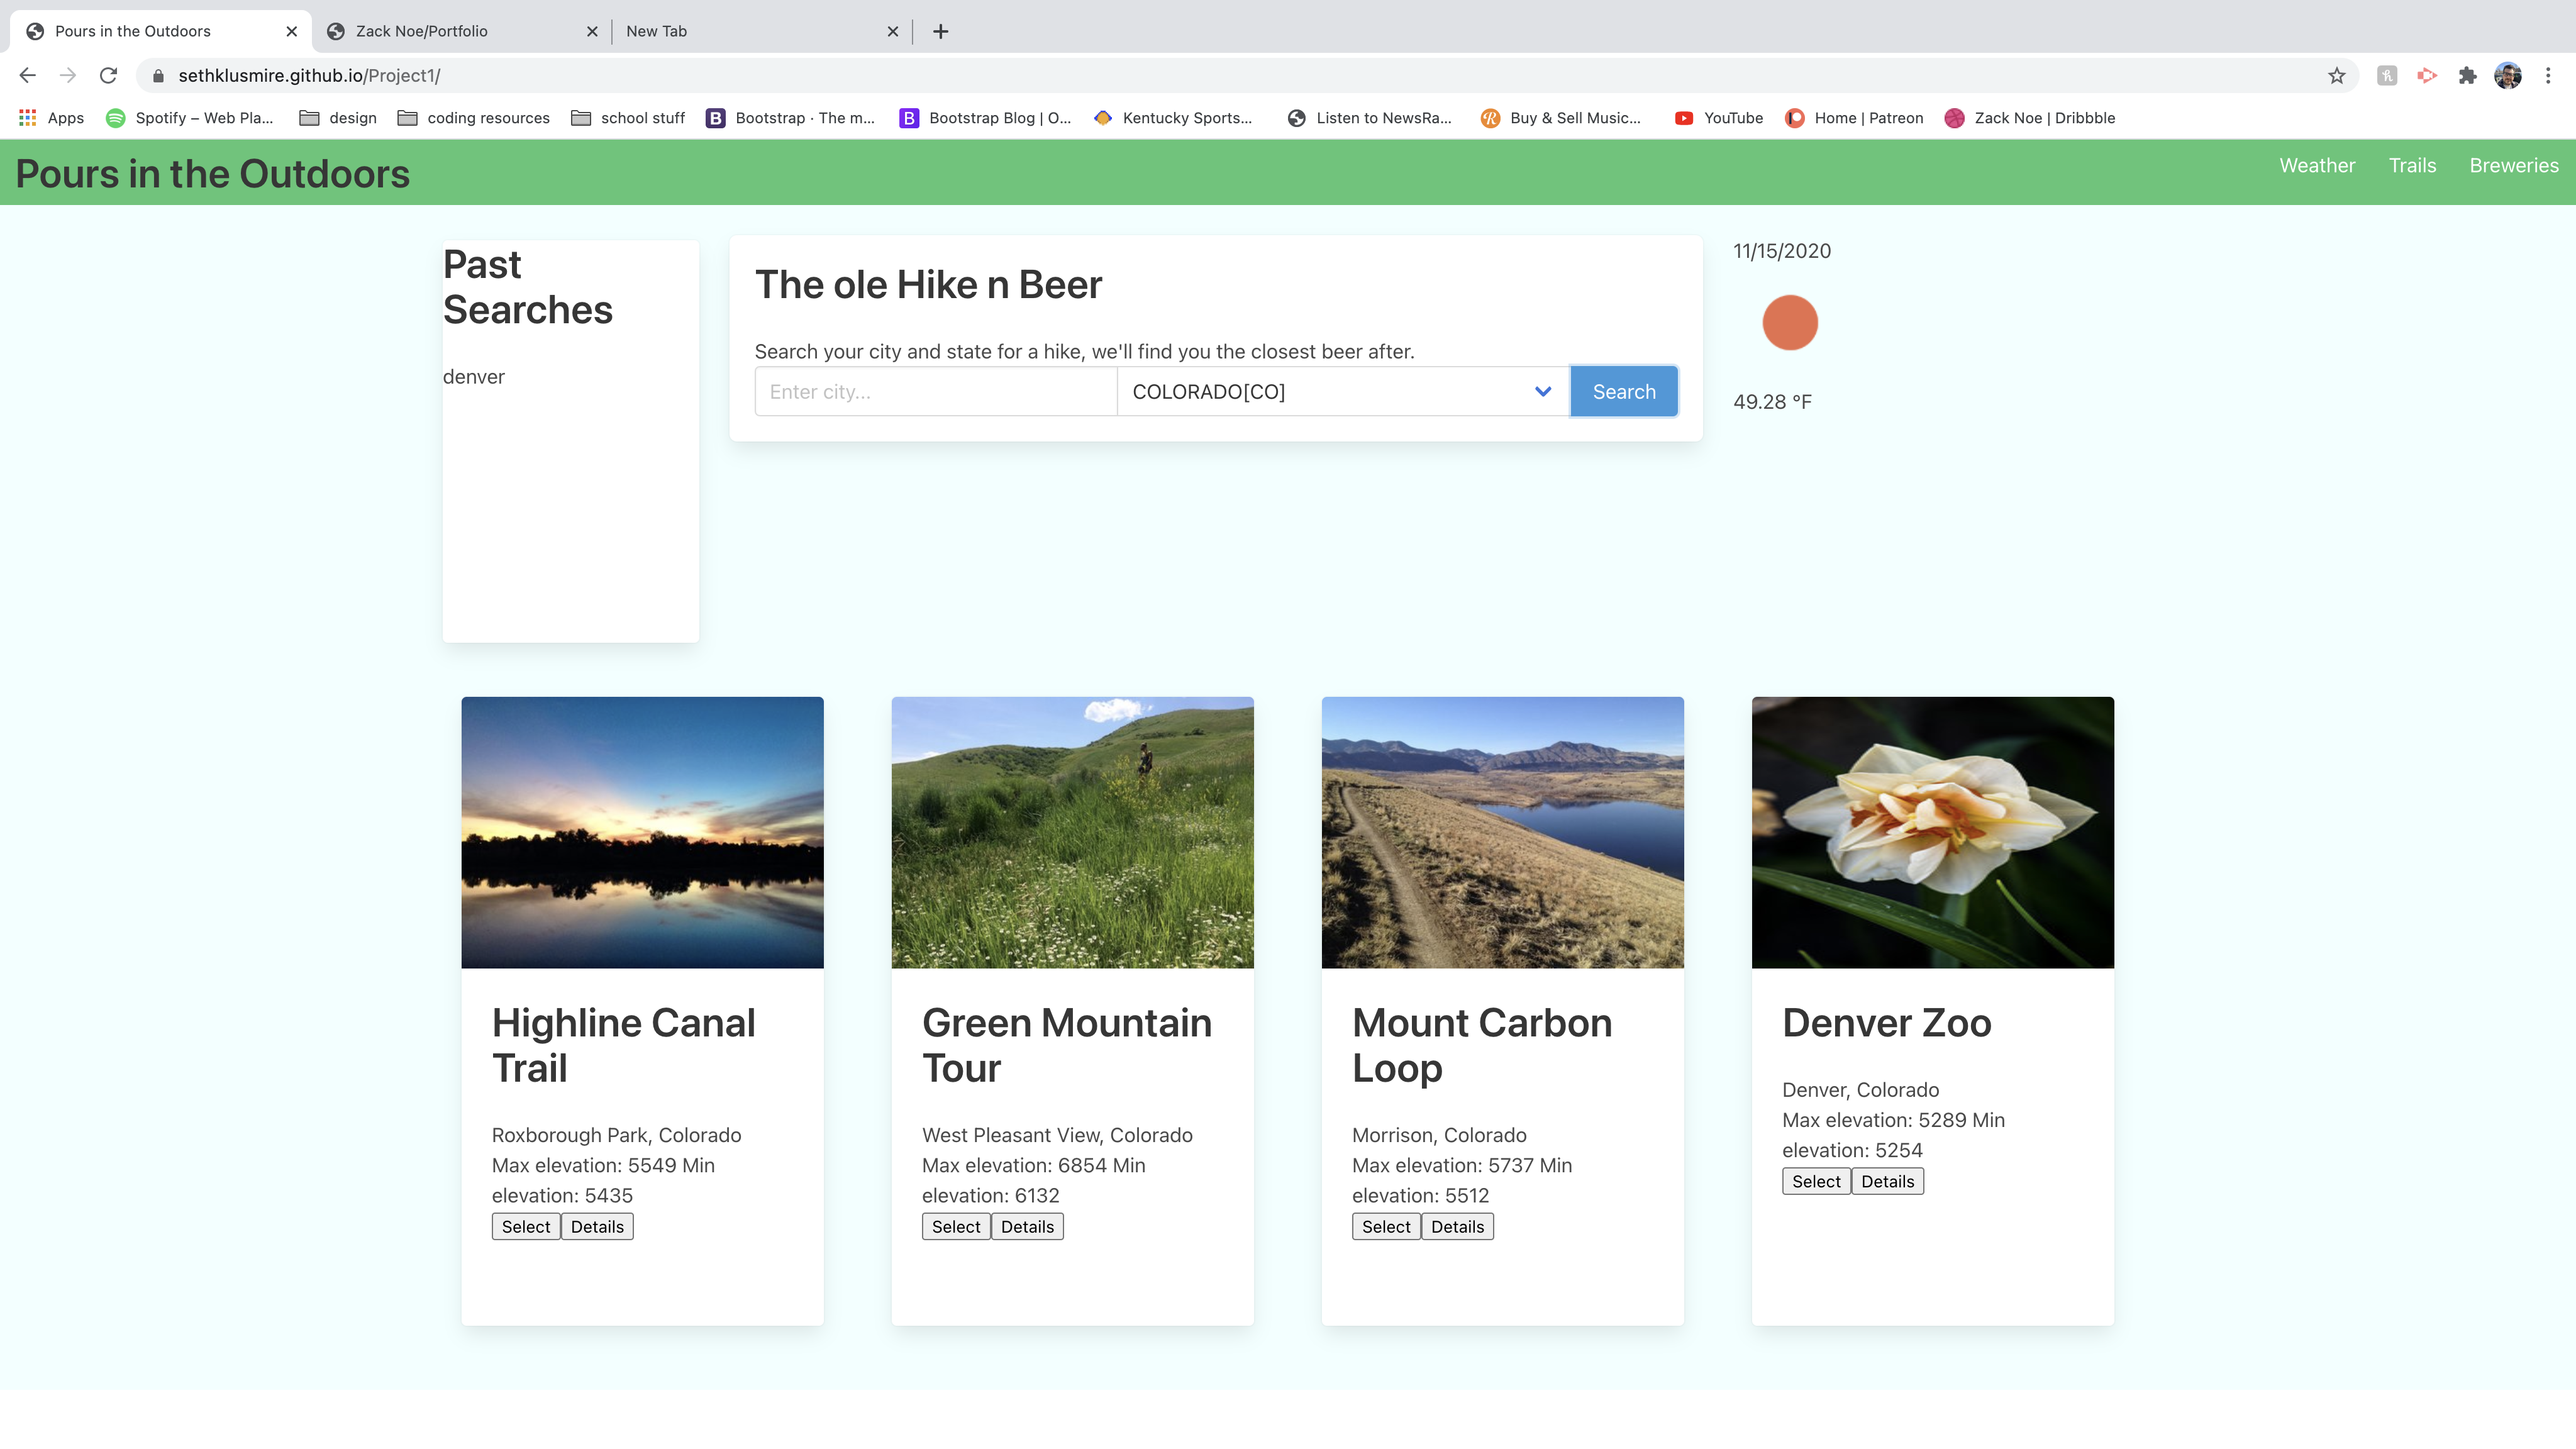 Pours in the Outdoors
Zack Noe/Portfolio
New Tab
sethklusmire.github.io/Project1/
Apps
Spotify – Web Pla...
design
coding resources
school stuff
Bootstrap · The m...
Bootstrap Blog | O...
Kentucky Sports...
Listen to NewsRa...
Buy & Sell Music...
YouTube
Home | Patreon
Zack Noe | Dribbble
Pours in the Outdoors
Weather
Trails
Breweries
Past
Searches
denver
The ole Hike n Beer
Search your city and state for a hike, we'll find you the closest beer after.
Enter city...
COLORADO[CO]
Search
11/15/2020
49.28 °F
Highline Canal
Trail
Roxborough Park, Colorado
Max elevation: 5549 Min
elevation: 5435
Select
Details
Green Mountain
Tour
West Pleasant View, Colorado
Max elevation: 6854 Min
elevation: 6132
Select
Details
Mount Carbon
Loop
Morrison, Colorado
Max elevation: 5737 Min
elevation: 5512
Select
Details
Denver Zoo
Denver, Colorado
Max elevation: 5289 Min
elevation: 5254
Select
Details